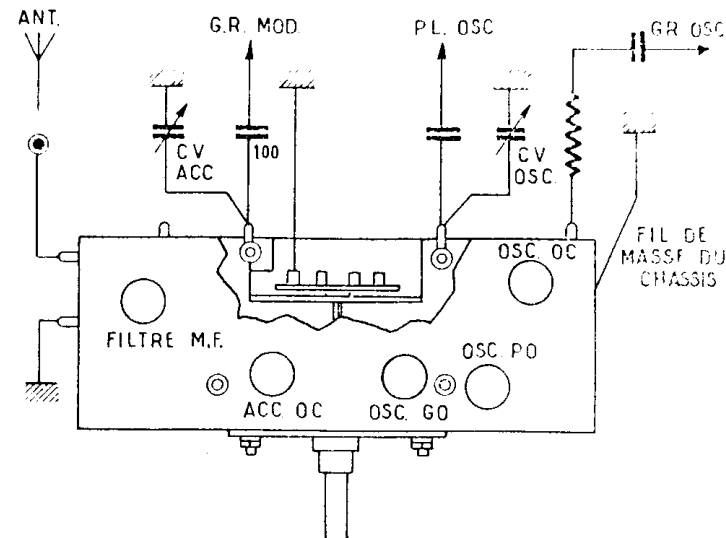 ANT.
G.R. MOD.
PL. OSC
GR OSC
CV
ACC
100
CV
OSC.
OSC. OC
FIL DE
MASSE DU
CHASSIS
FILTRE M.F.
OSC. PO
ACC. OC
OSC. GO